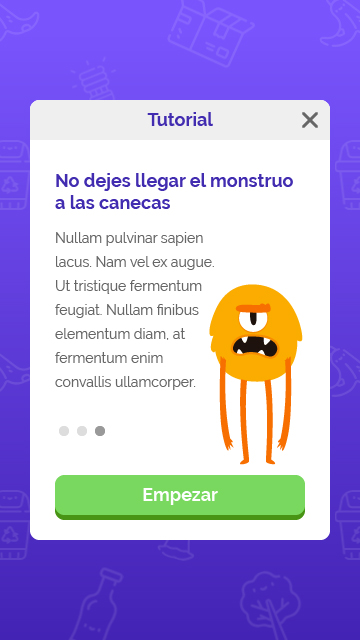 Tutorial
No dejes llegar el monstruo
a las canecas
Nullam pulvinar sapien
lacus. Nam vel ex augue.
Ut tristique fermentum
feugiat. Nullam finibus
elementum diam, at
fermentum enim
convallis ullamcorper.
Empezar